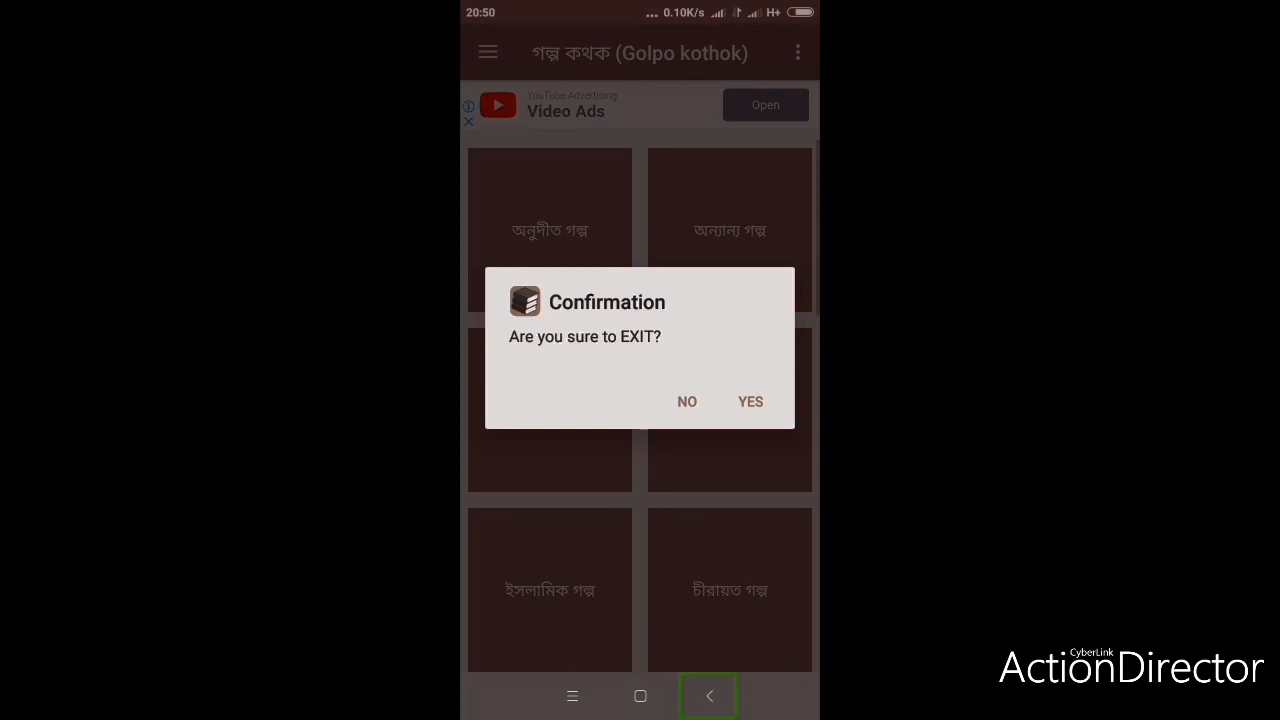 20:50
... 0.10K/s H+
গল্প কথক (Golpo kothok)
YouTube Advertising
Video Ads
Open
অনুদীত গল্প
অন্যান্য গল্প
Confirmation
Are you sure to EXIT?
NO
YES
ইসলামিক গল্প
চীরায়ত গল্প
CyberLink
ActionDirector